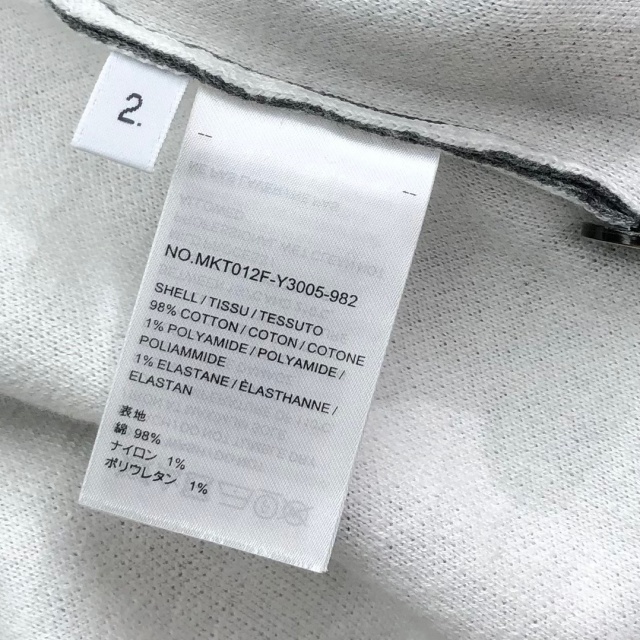 2.
NO.MKT012F-Y3005-982
SHELL / TISSU / TESSUTO
98% COTTON / COTON / COTONE
1% POLYAMIDE / POLYAMIDE /
POLIAMMIDE
1% ELASTANE / ÉLASTHANNE /
ELASTAN
表地
綿 98%
ナイロン 1%
ポリウレタン 1%